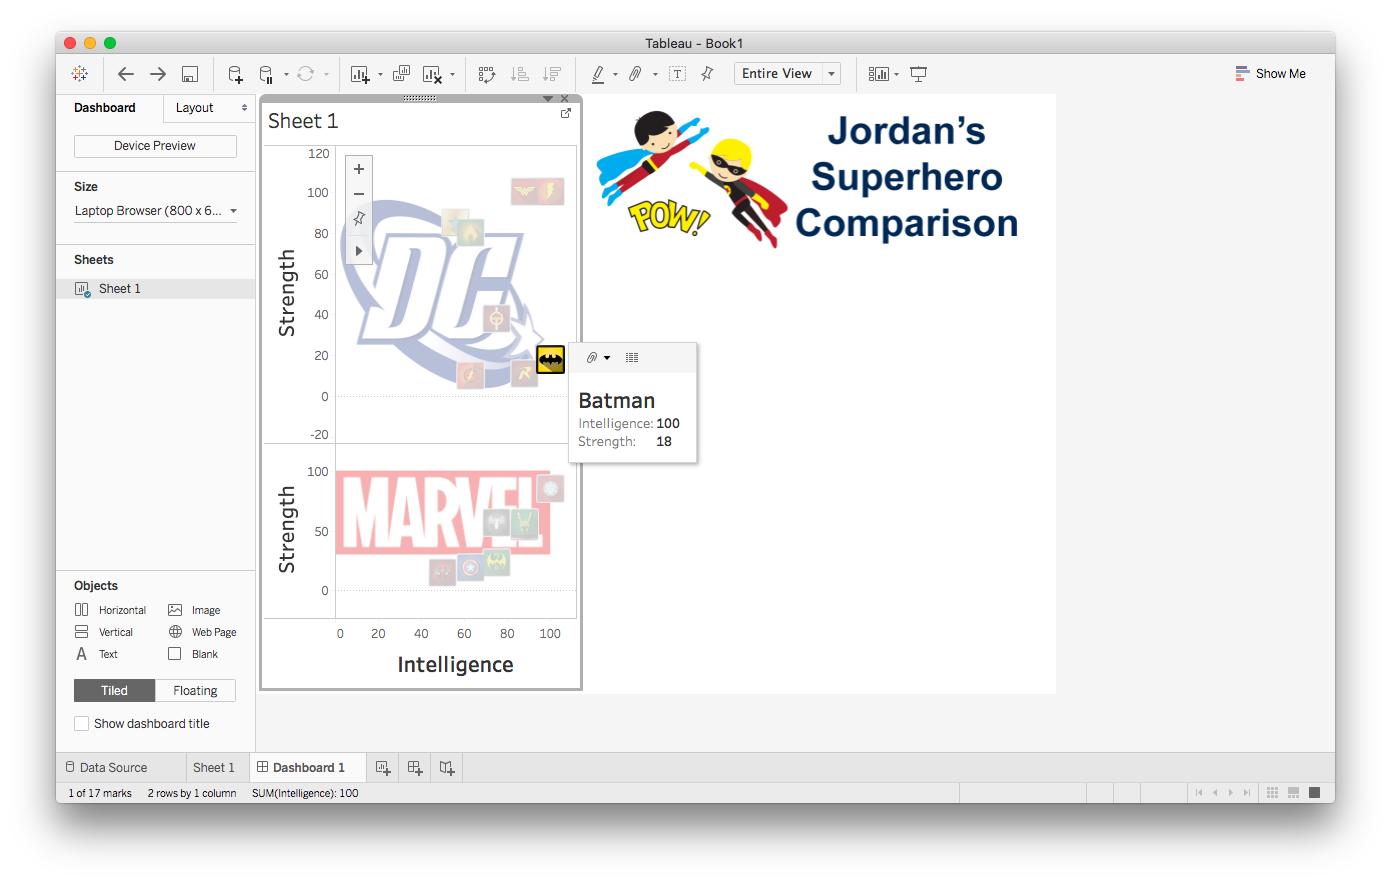 Tableau - Book1
Entire View
Show Me
Dashboard
Layout
Device Preview
Size
Laptop Browser (800 x 6...
Sheets
Sheet 1
Objects
Horizontal
Image
Vertical
Web Page
A Text
Blank
Tiled
Floating
Show dashboard title
Sheet 1
120
100
80
60
40
20
0
-20
Strength
DC
Batman
Intelligence: 100
Strength: 18
100
50
0
Strength
MARVEL
0 20 40 60 80 100
Intelligence
POW!
Jordan's
Superhero
Comparison
Data Source
Sheet 1
Dashboard 1
1 of 17 marks
2 rows by 1 column
SUM(Intelligence): 100